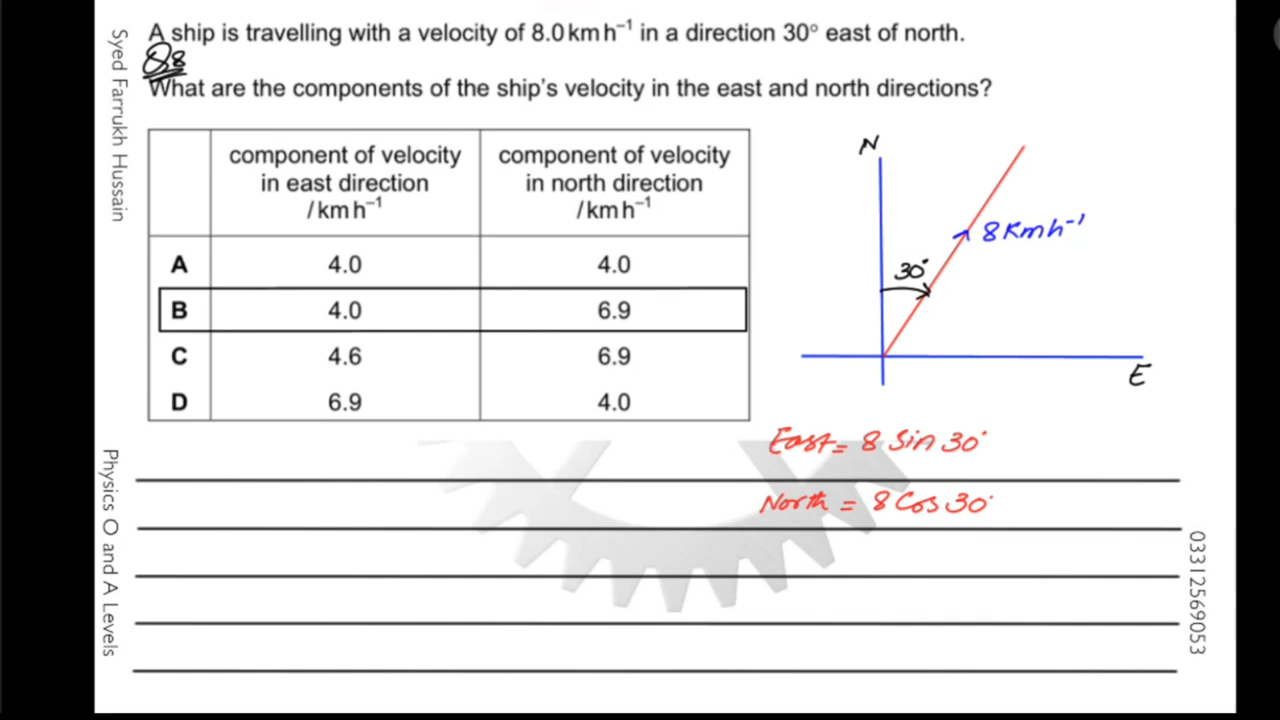 A ship is travelling with a velocity of 8.0 km h⁻¹ in a direction 30° east of north.
Q8
What are the components of the ship's velocity in the east and north directions?
component of velocity in east direction / km h⁻¹
component of velocity in north direction / km h⁻¹
A 4.0 4.0
B 4.0 6.9
C 4.6 6.9
D 6.9 4.0
N
8 Kmh⁻¹
30°
E
East = 8 Sin 30°
North = 8 Cos 30°
Syed Farrukh Hussain
Physics O and A Levels
03312569053